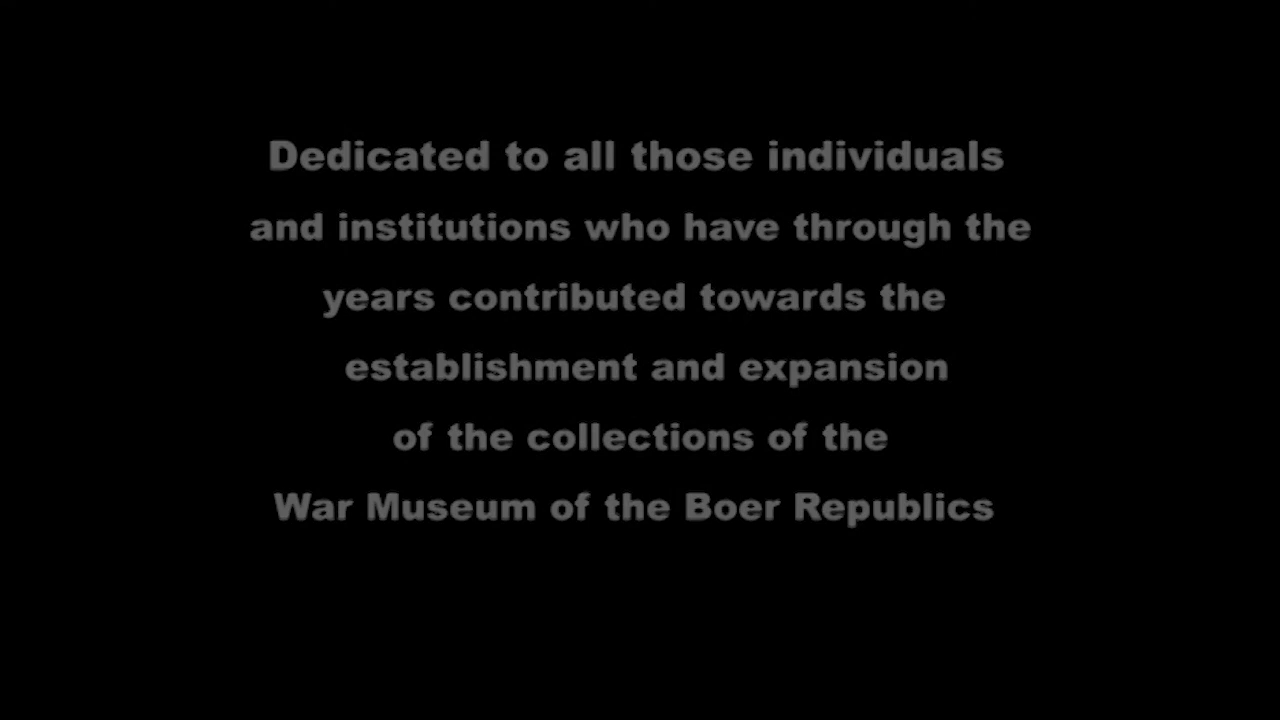 Dedicated to all those individuals
and institutions who have through the
years contributed towards the
establishment and expansion
of the collections of the
War Museum of the Boer Republics